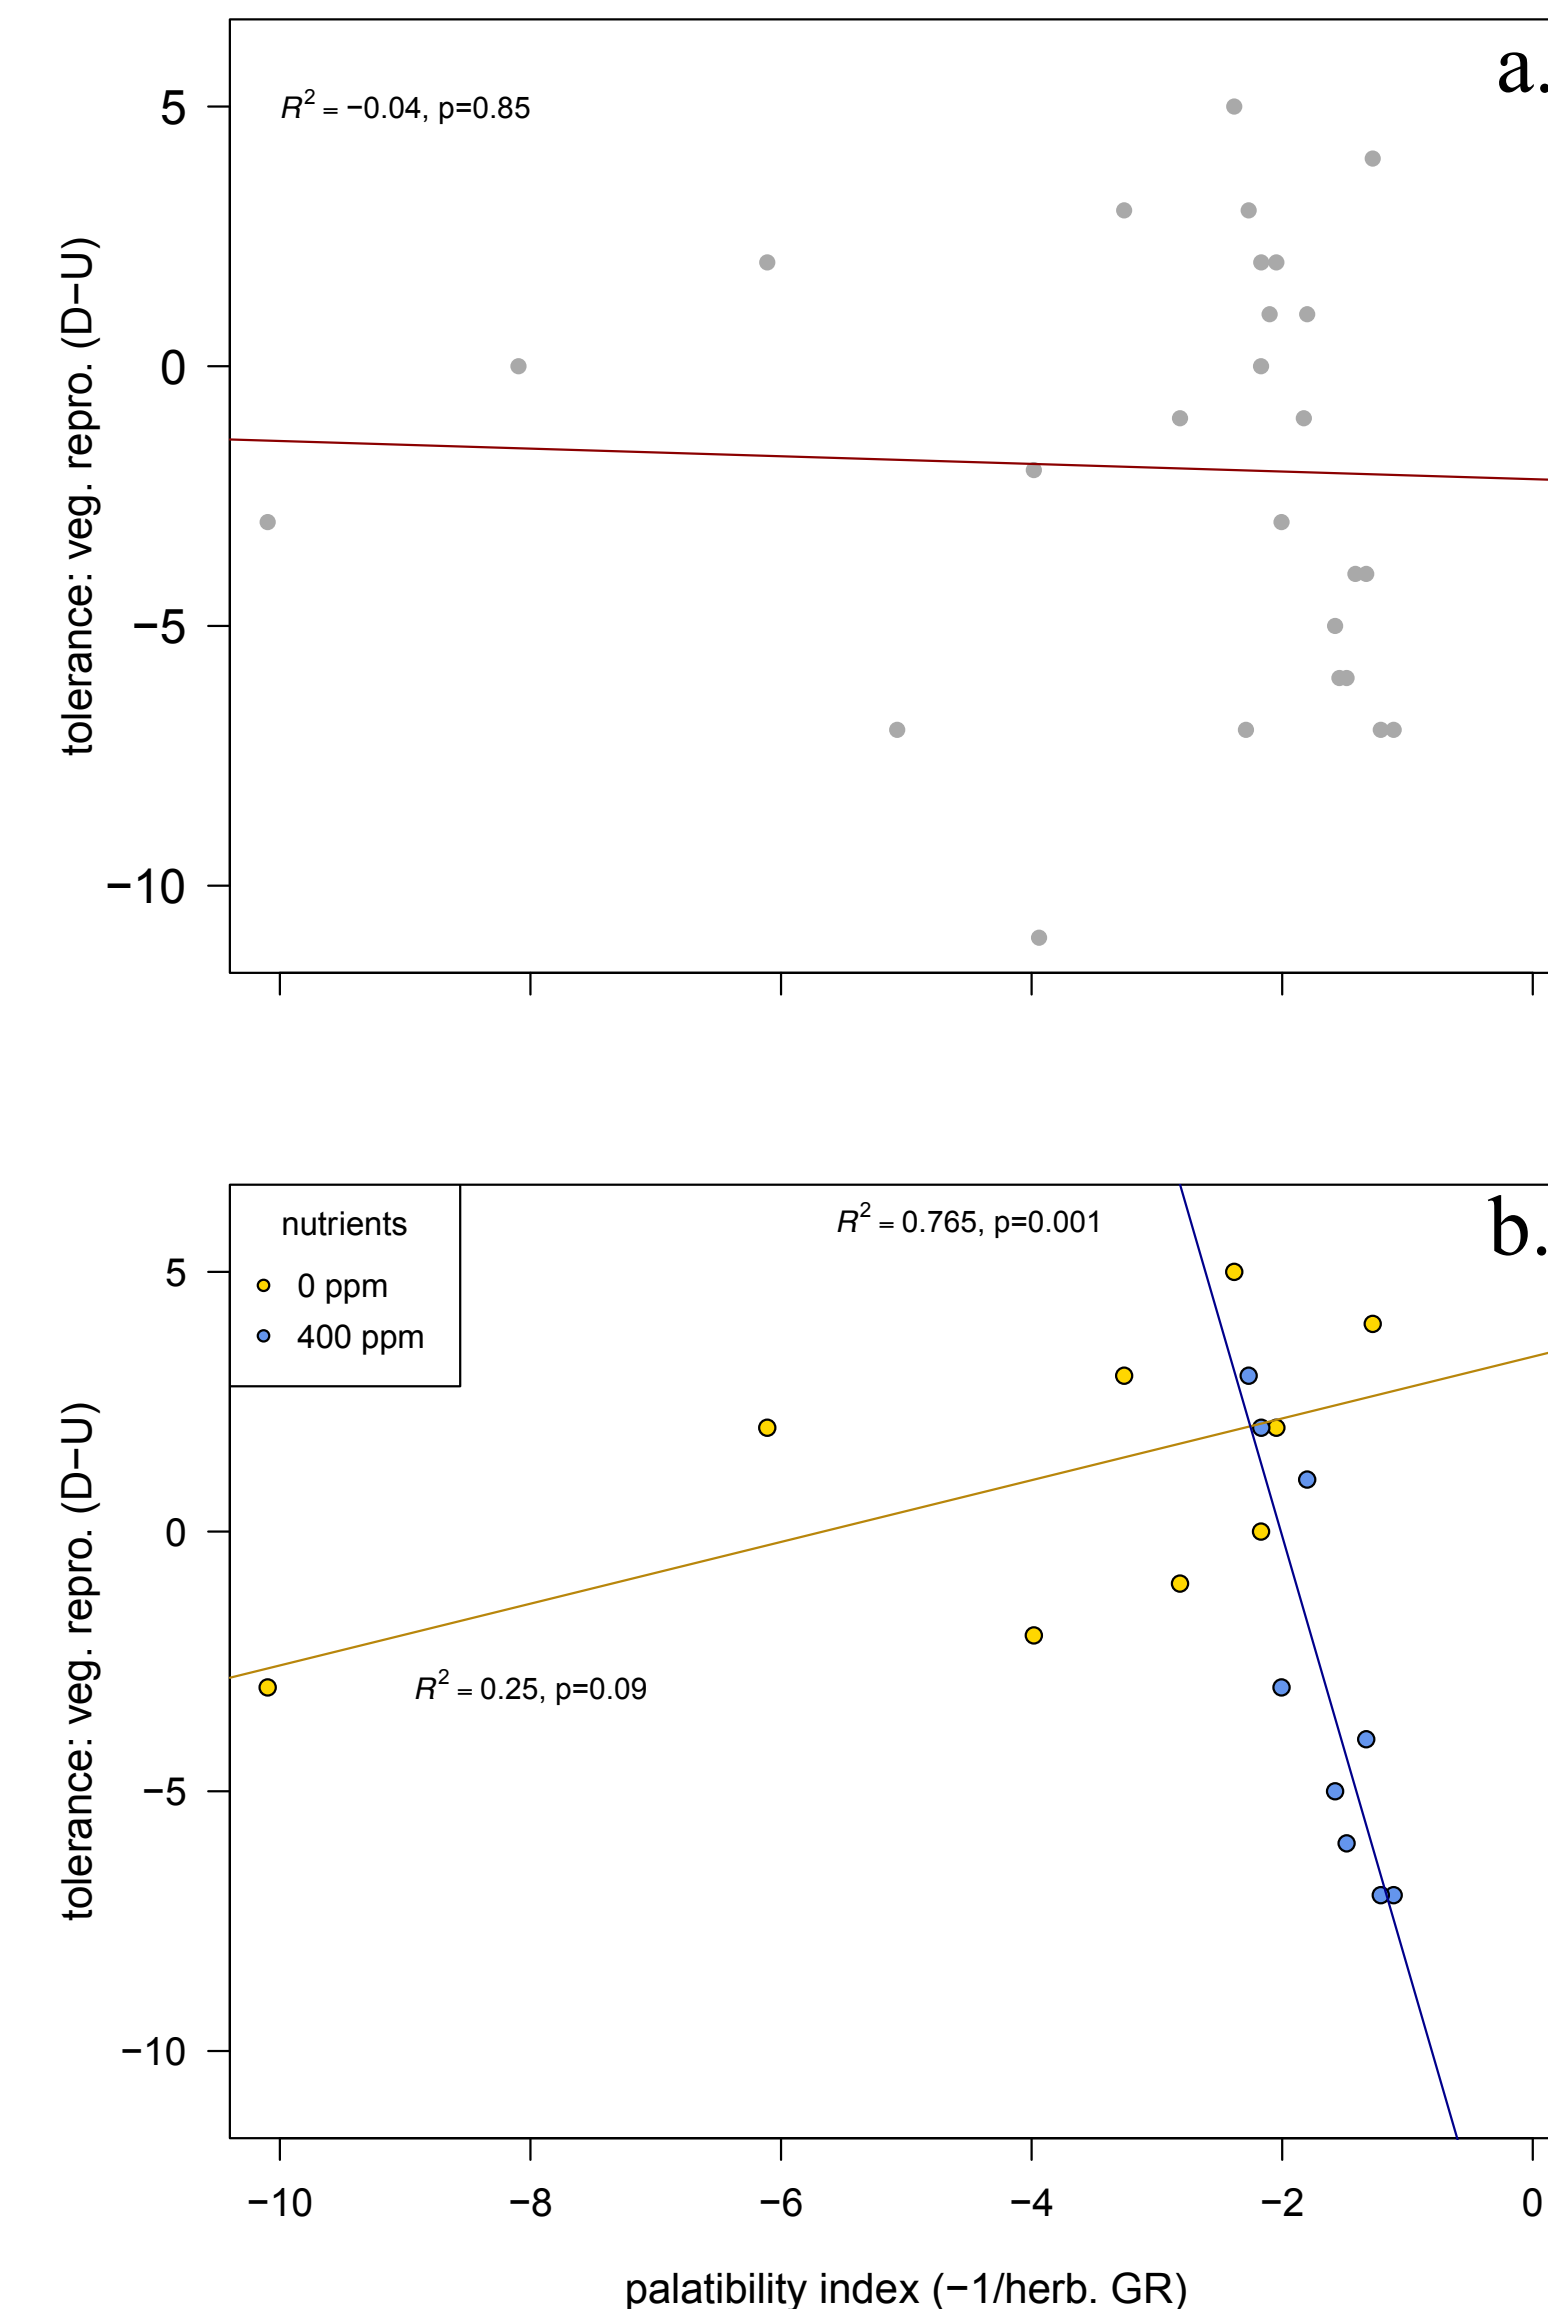 a.
R2 = −0.04, p=0.85
5
0
−5
−10
tolerance: veg. repro. (D−U)
b.
nutrients
0 ppm
400 ppm
R2 = 0.765, p=0.001
R2 = 0.25, p=0.09
5
0
−5
−10
tolerance: veg. repro. (D−U)
−10 −8 −6 −4 −2 0
palatibility index (−1/herb. GR)